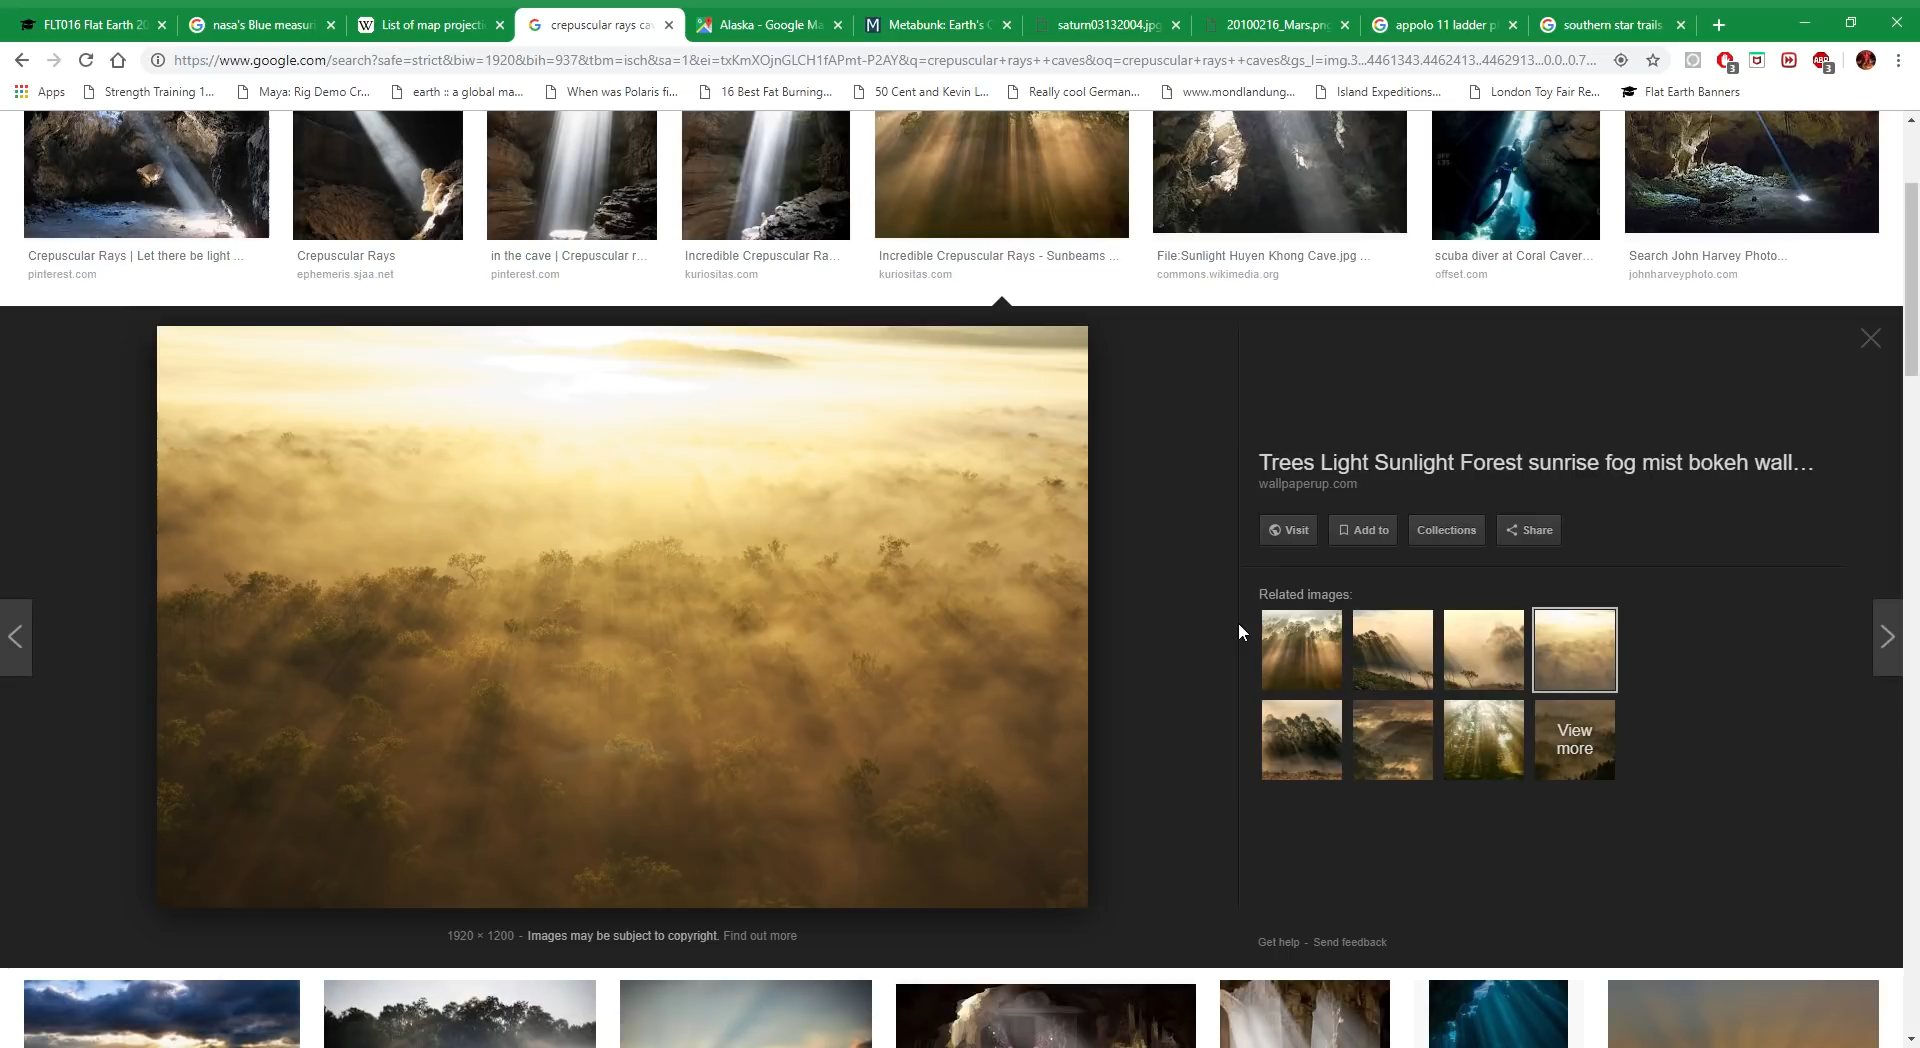 FLT016 Flat Earth 20
nasa's Blue measuri
List of map projecti
crepuscular rays cav
Alaska - Google Ma
Metabunk: Earth's C
saturn03132004.jpg
20100216_Mars.png
appolo 11 ladder p
southern star trails
https://www.google.com/search?safe=strict&biw=1920&bih=937&tbm=isch&sa=1&ei=txKmXOjnGLCH1fAPmt-P2AY&q=crepuscular+rays++caves&oq=crepuscular+rays++caves&gs_l=img.3...4461343.4462413..4462913...0.0..0.7...
Apps
Strength Training 1...
Maya: Rig Demo Cr...
earth :: a global ma...
When was Polaris fi...
16 Best Fat Burning...
50 Cent and Kevin L...
Really cool German...
www.mondlandung...
Island Expeditions...
London Toy Fair Re...
Flat Earth Banners
Crepuscular Rays | Let there be light ...
pinterest.com
Crepuscular Rays
ephemeris.sjaa.net
in the cave | Crepuscular r...
pinterest.com
Incredible Crepuscular Ra...
kuriositas.com
Incredible Crepuscular Rays - Sunbeams ...
kuriositas.com
File:Sunlight Huyen Khong Cave.jpg ...
commons.wikimedia.org
scuba diver at Coral Caver...
offset.com
Search John Harvey Photo...
johnharveyphoto.com
Trees Light Sunlight Forest sunrise fog mist bokeh wall...
wallpaperup.com
Visit
Add to
Collections
Share
Related images:
View
more
1920 × 1200 - Images may be subject to copyright. Find out more
Get help - Send feedback